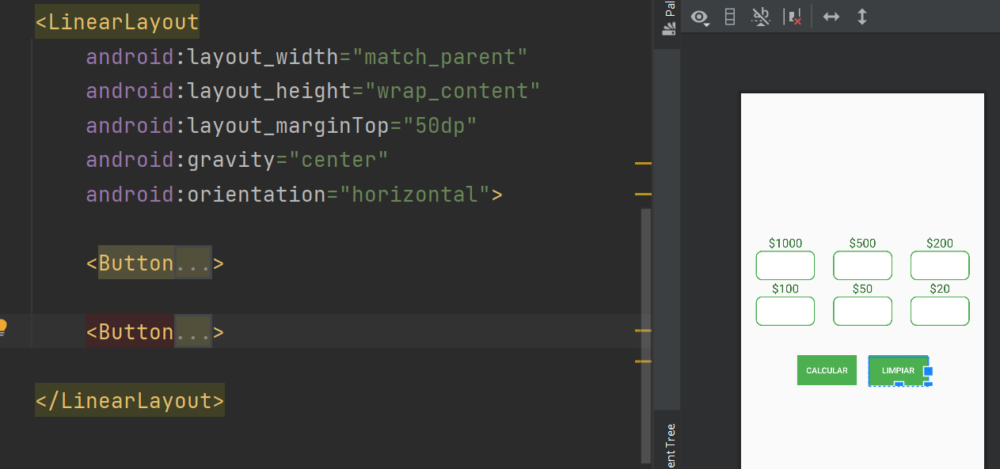 <LinearLayout
android:layout_width="match_parent"
android:layout_height="wrap_content"
android:layout_marginTop="50dp"
android:gravity="center"
android:orientation="horizontal">
<Button...>
<Button...>
</LinearLayout>
Pal
ent Tree
$1000 $500 $200
$100 $50 $20
CALCULAR LIMPIAR